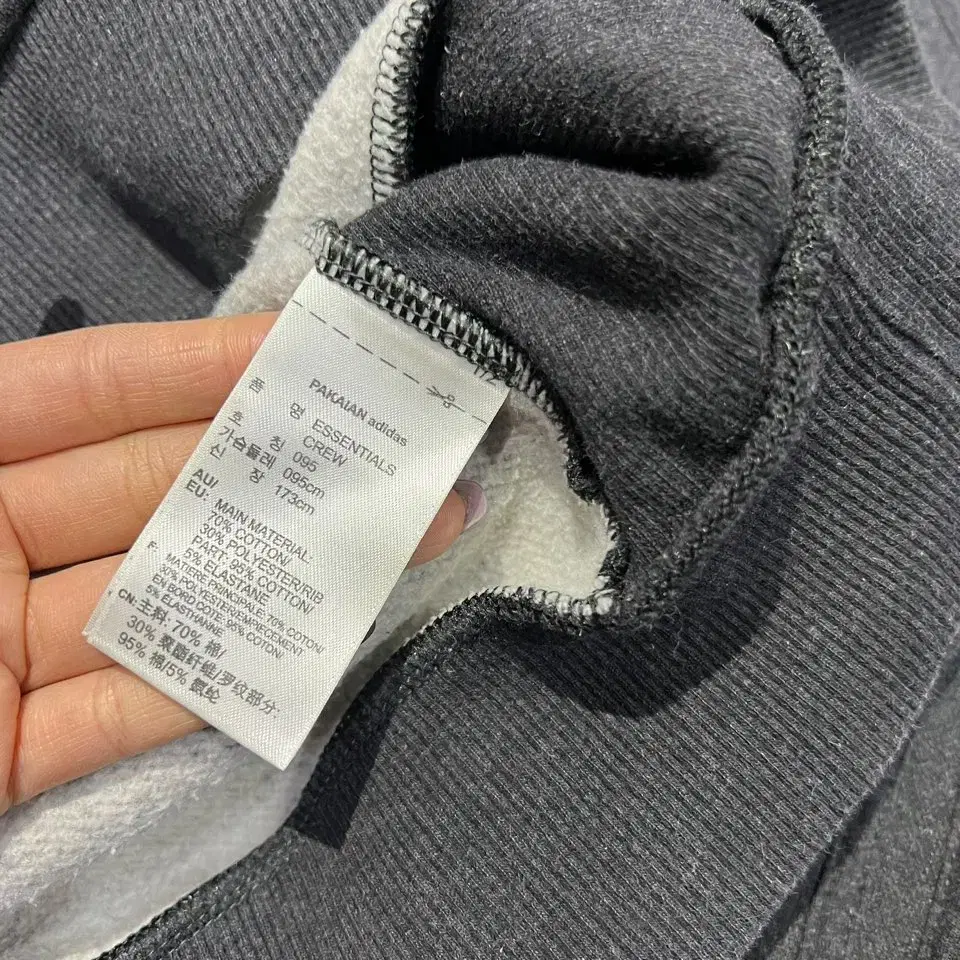 PAKAIAN adidas
품 명 ESSENTIALS
CREW
호 칭 095
가슴둘레 095cm
신 장 173cm
AU/
EU: MAIN MATERIAL:
70% COTTON/
30% POLYESTER/RIB
PART: 95% COTTON/
5% ELASTANE
F: MATIERE PRINCIPALE: 70% COTON/
30% POLYESTER/EMPIECEMENT
EN BORD COTE: 95% COTON/
5% ELASTHANNE
CN: 主料: 70% 棉/
30% 聚酯纤维/罗纹部分:
95% 棉/5% 氨纶